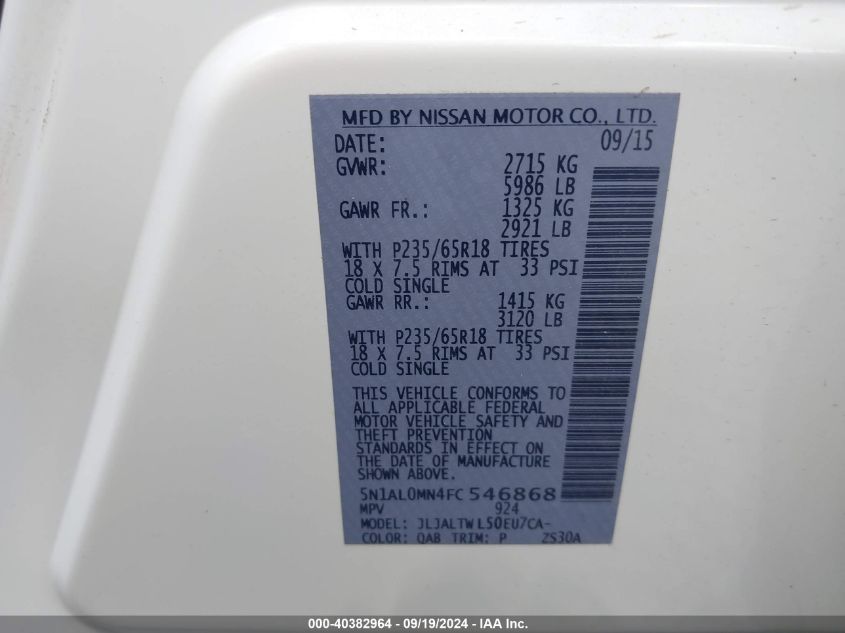 MFD BY NISSAN MOTOR CO., LTD.
DATE: 09/15
GVWR: 2715 KG
5986 LB
GAWR FR.: 1325 KG
2921 LB
WITH P235/65R18 TIRES
18 X 7.5 RIMS AT 33 PSI
COLD SINGLE
GAWR RR.: 1415 KG
3120 LB
WITH P235/65R18 TIRES
18 X 7.5 RIMS AT 33 PSI
COLD SINGLE
THIS VEHICLE CONFORMS TO
ALL APPLICABLE FEDERAL
MOTOR VEHICLE SAFETY AND
THEFT PREVENTION
STANDARDS IN EFFECT ON
THE DATE OF MANUFACTURE
SHOWN ABOVE.
5N1AL0MN4FC546868
MPV 924
MODEL: JLJALTWL50EU7CA-
COLOR: QAB TRIM: P ZS30A
000-40382964 - 09/19/2024 - IAA Inc.